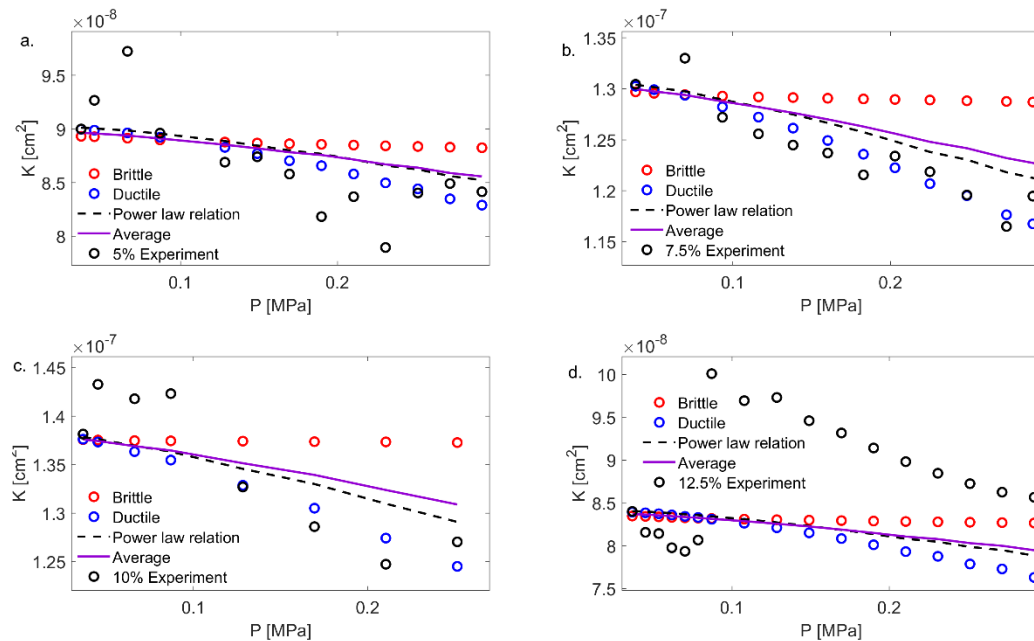 ×10⁻⁸
a.
9.5
9
8.5
8
K [cm²]
Brittle
Ductile
Power law relation
Average
5% Experiment
0.1
0.2
P [MPa]
×10⁻⁷
b.
1.35
1.3
1.25
1.2
1.15
K [cm²]
Brittle
Ductile
Power law relation
Average
7.5% Experiment
0.1
0.2
P [MPa]
×10⁻⁷
c.
1.45
1.4
1.35
1.3
1.25
K [cm²]
Brittle
Ductile
Power law relation
Average
10% Experiment
0.1
0.2
P [MPa]
×10⁻⁸
d.
10
9.5
9
8.5
8
7.5
K [cm²]
Brittle
Ductile
Power law relation
Average
12.5% Experiment
0.1
0.2
P [MPa]